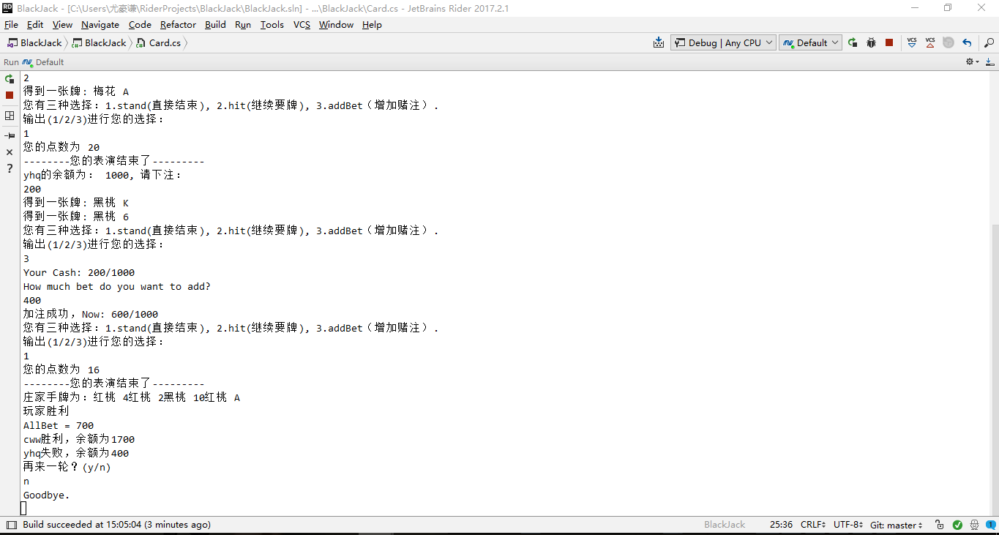 BlackJack - [C:\Users\尤豪谦\RiderProjects\BlackJack\BlackJack.sln] - ...\BlackJack\Card.cs - JetBrains Rider 2017.2.1
File Edit View Navigate Code Refactor Build Run Tools VCS Window Help
BlackJack BlackJack Card.cs Debug | Any CPU Default VCS VCS
Run Default
2
得到一张牌: 梅花 A
您有三种选择: 1.stand(直接结束), 2.hit(继续要牌), 3.addBet（增加赌注）.
输出(1/2/3)进行您的选择:
1
您的点数为 20
--------您的表演结束了---------
yhq的余额为: 1000, 请下注:
200
得到一张牌: 黑桃 K
得到一张牌: 黑桃 6
您有三种选择: 1.stand(直接结束), 2.hit(继续要牌), 3.addBet（增加赌注）.
输出(1/2/3)进行您的选择:
3
Your Cash: 200/1000
How much bet do you want to add?
400
加注成功，Now: 600/1000
您有三种选择: 1.stand(直接结束), 2.hit(继续要牌), 3.addBet（增加赌注）.
输出(1/2/3)进行您的选择:
1
您的点数为 16
--------您的表演结束了---------
庄家手牌为: 红桃 4红桃 2黑桃 10红桃 A
玩家胜利
AllBet = 700
cww胜利, 余额为1700
yhq失败, 余额为400
再来一轮？(y/n)
n
Goodbye.
Build succeeded at 15:05:04 (3 minutes ago) BlackJack 25:36 CRLF UTF-8 Git: master 1